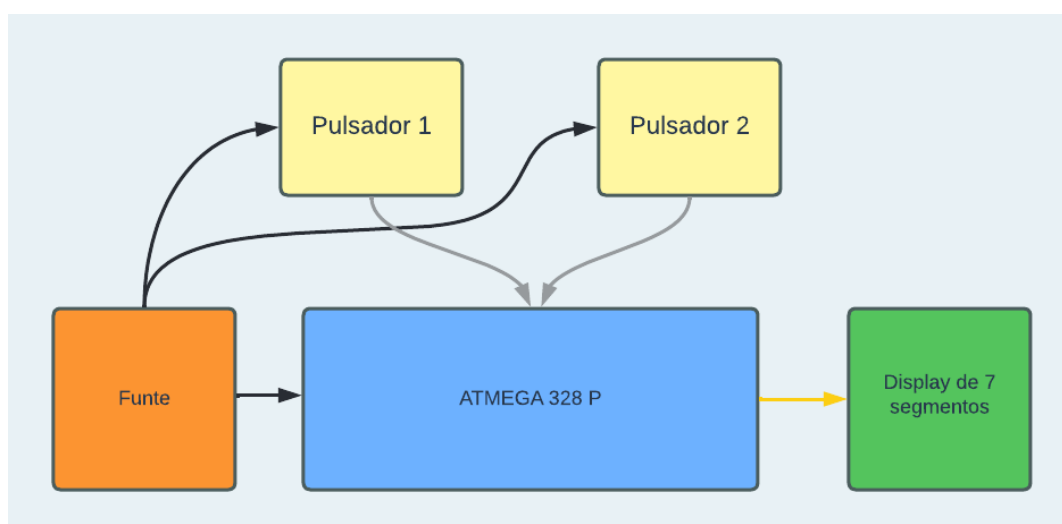 Pulsador 1
Pulsador 2
Funte
ATMEGA 328 P
Display de 7
segmentos